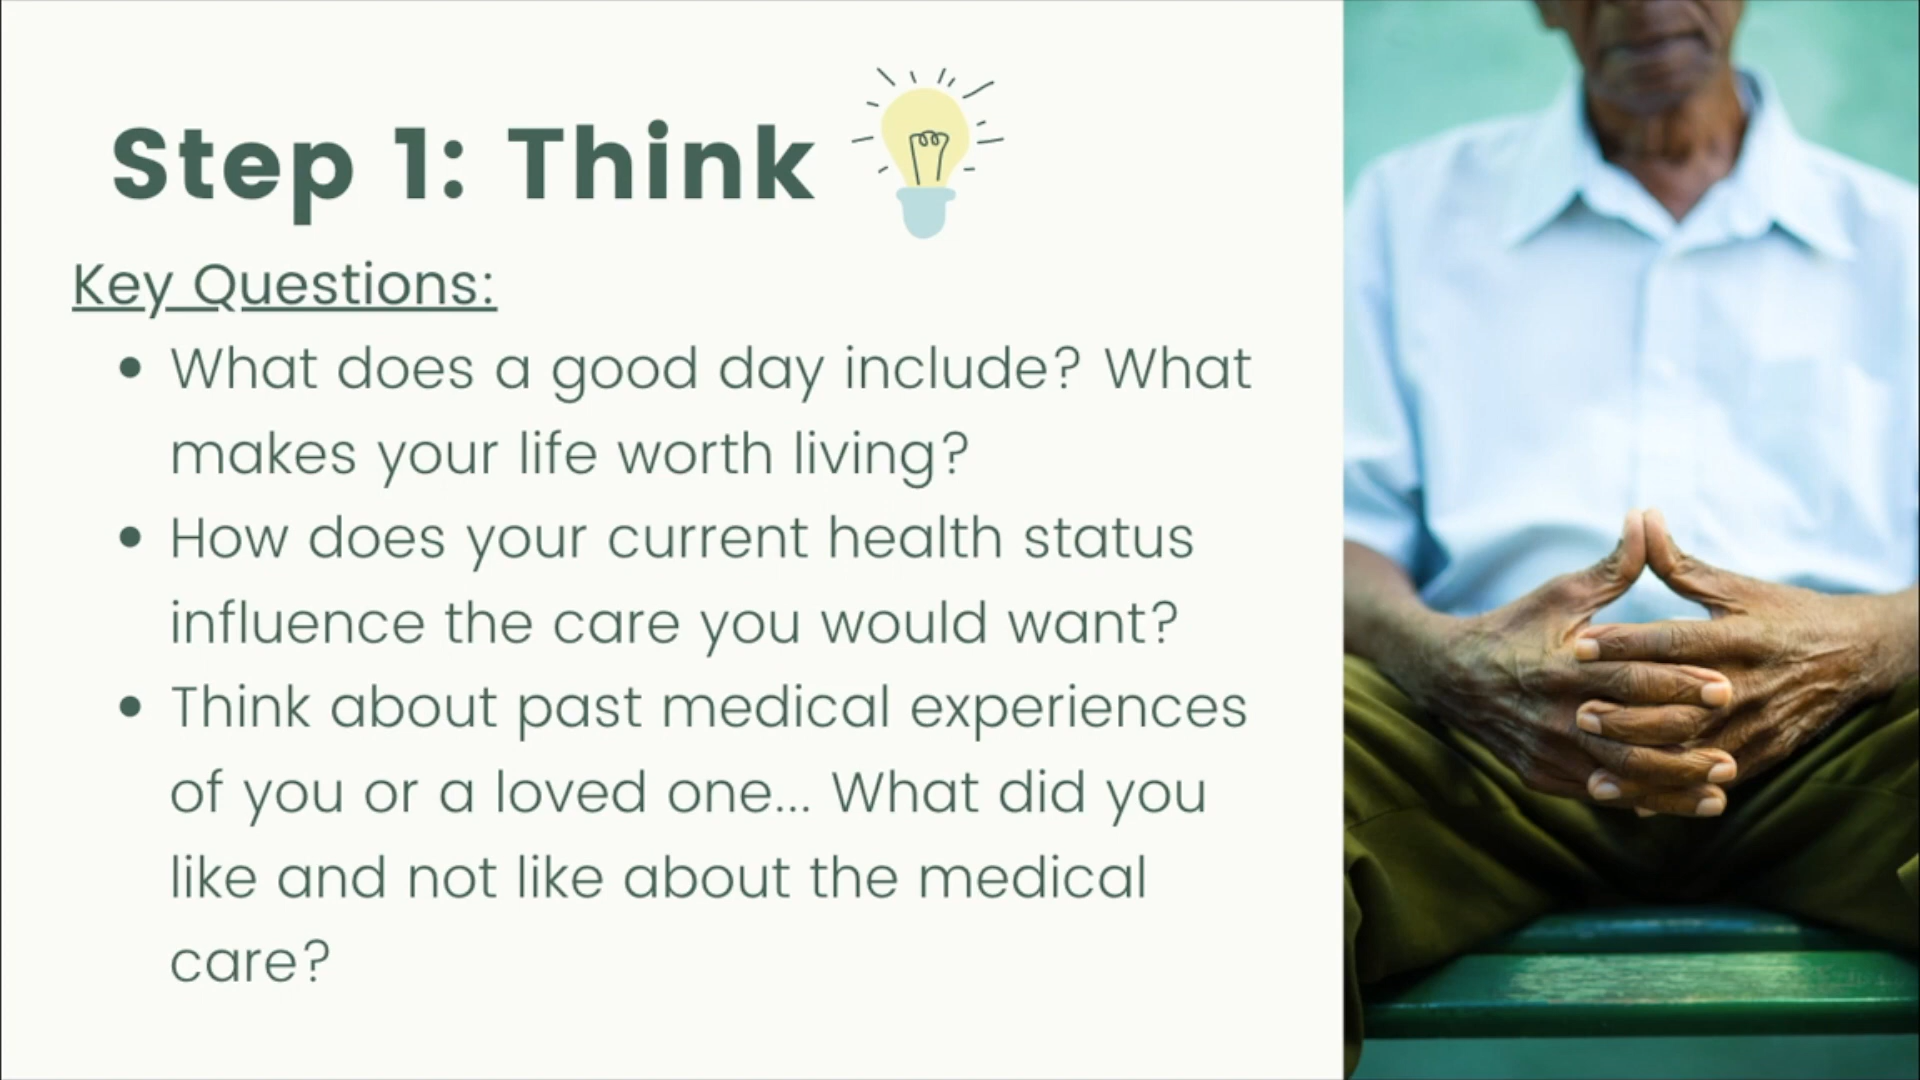 Step 1: Think
Key Questions:
• What does a good day include? What
makes your life worth living?
• How does your current health status
influence the care you would want?
• Think about past medical experiences
of you or a loved one... What did you
like and not like about the medical
care?